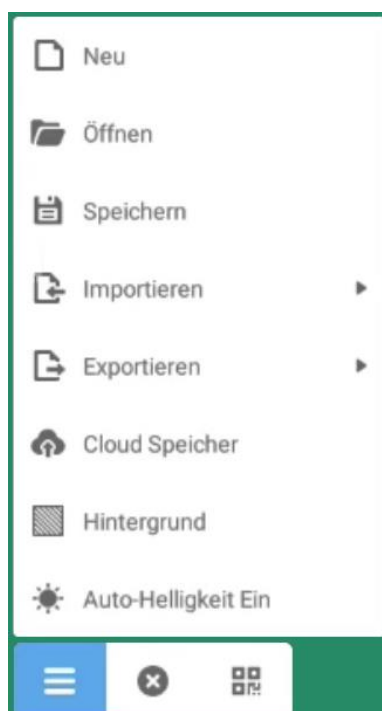 Neu
Öffnen
Speichern
Importieren
Exportieren
Cloud Speicher
Hintergrund
Auto-Helligkeit Ein